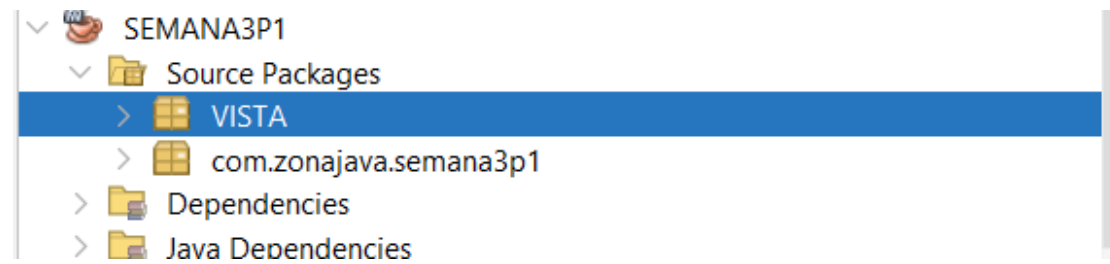 SEMANA3P1
Source Packages
VISTA
com.zonajava.semana3p1
Dependencies
Java Dependencies